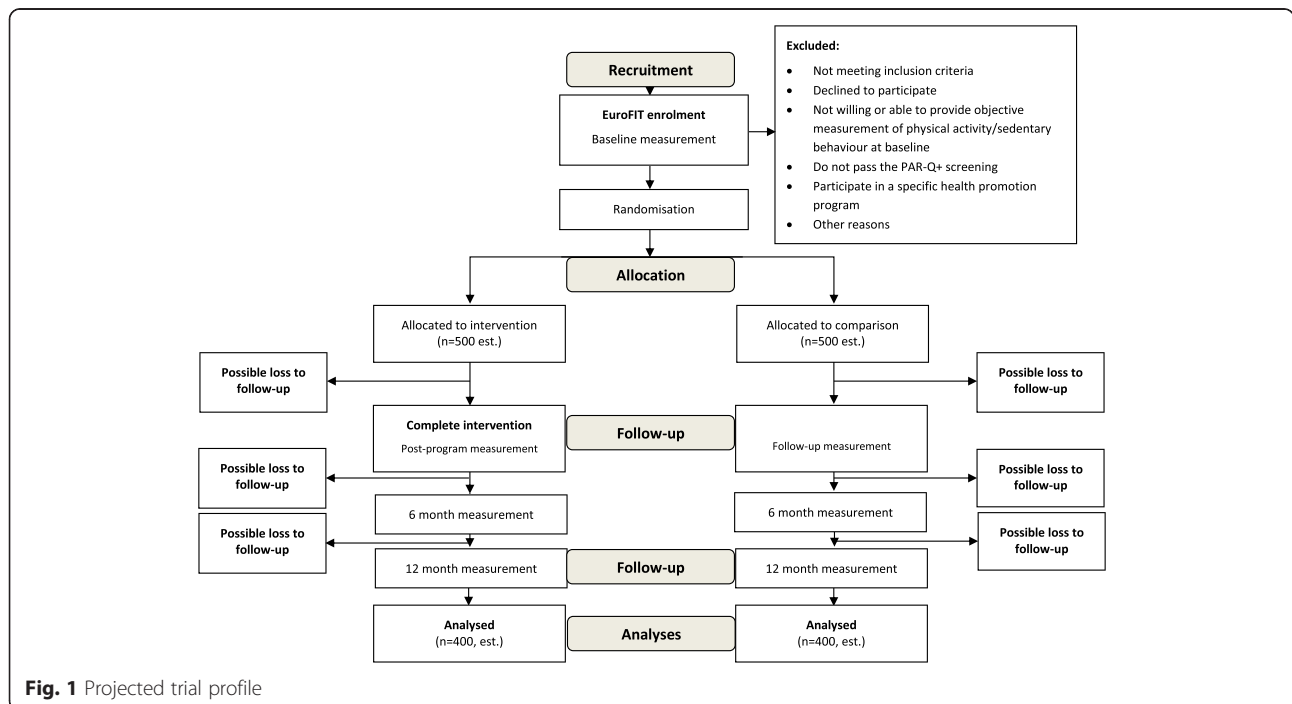 Recruitment
EuroFIT enrolment
Baseline measurement
Excluded:
• Not meeting inclusion criteria
• Declined to participate
• Not willing or able to provide objective
measurement of physical activity/sedentary
behaviour at baseline
• Do not pass the PAR-Q+ screening
• Participate in a specific health promotion
program
• Other reasons
Randomisation
Allocation
Allocated to intervention
(n=500 est.)
Allocated to comparison
(n=500 est.)
Possible loss to
follow-up
Possible loss to
follow-up
Complete intervention
Post-program measurement
Follow-up
Follow-up measurement
Possible loss to
follow-up
Possible loss to
follow-up
6 month measurement
6 month measurement
Possible loss to
follow-up
Possible loss to
follow-up
12 month measurement
Follow-up
12 month measurement
Analysed
(n=400, est.)
Analyses
Analysed
(n=400, est.)
Fig. 1 Projected trial profile